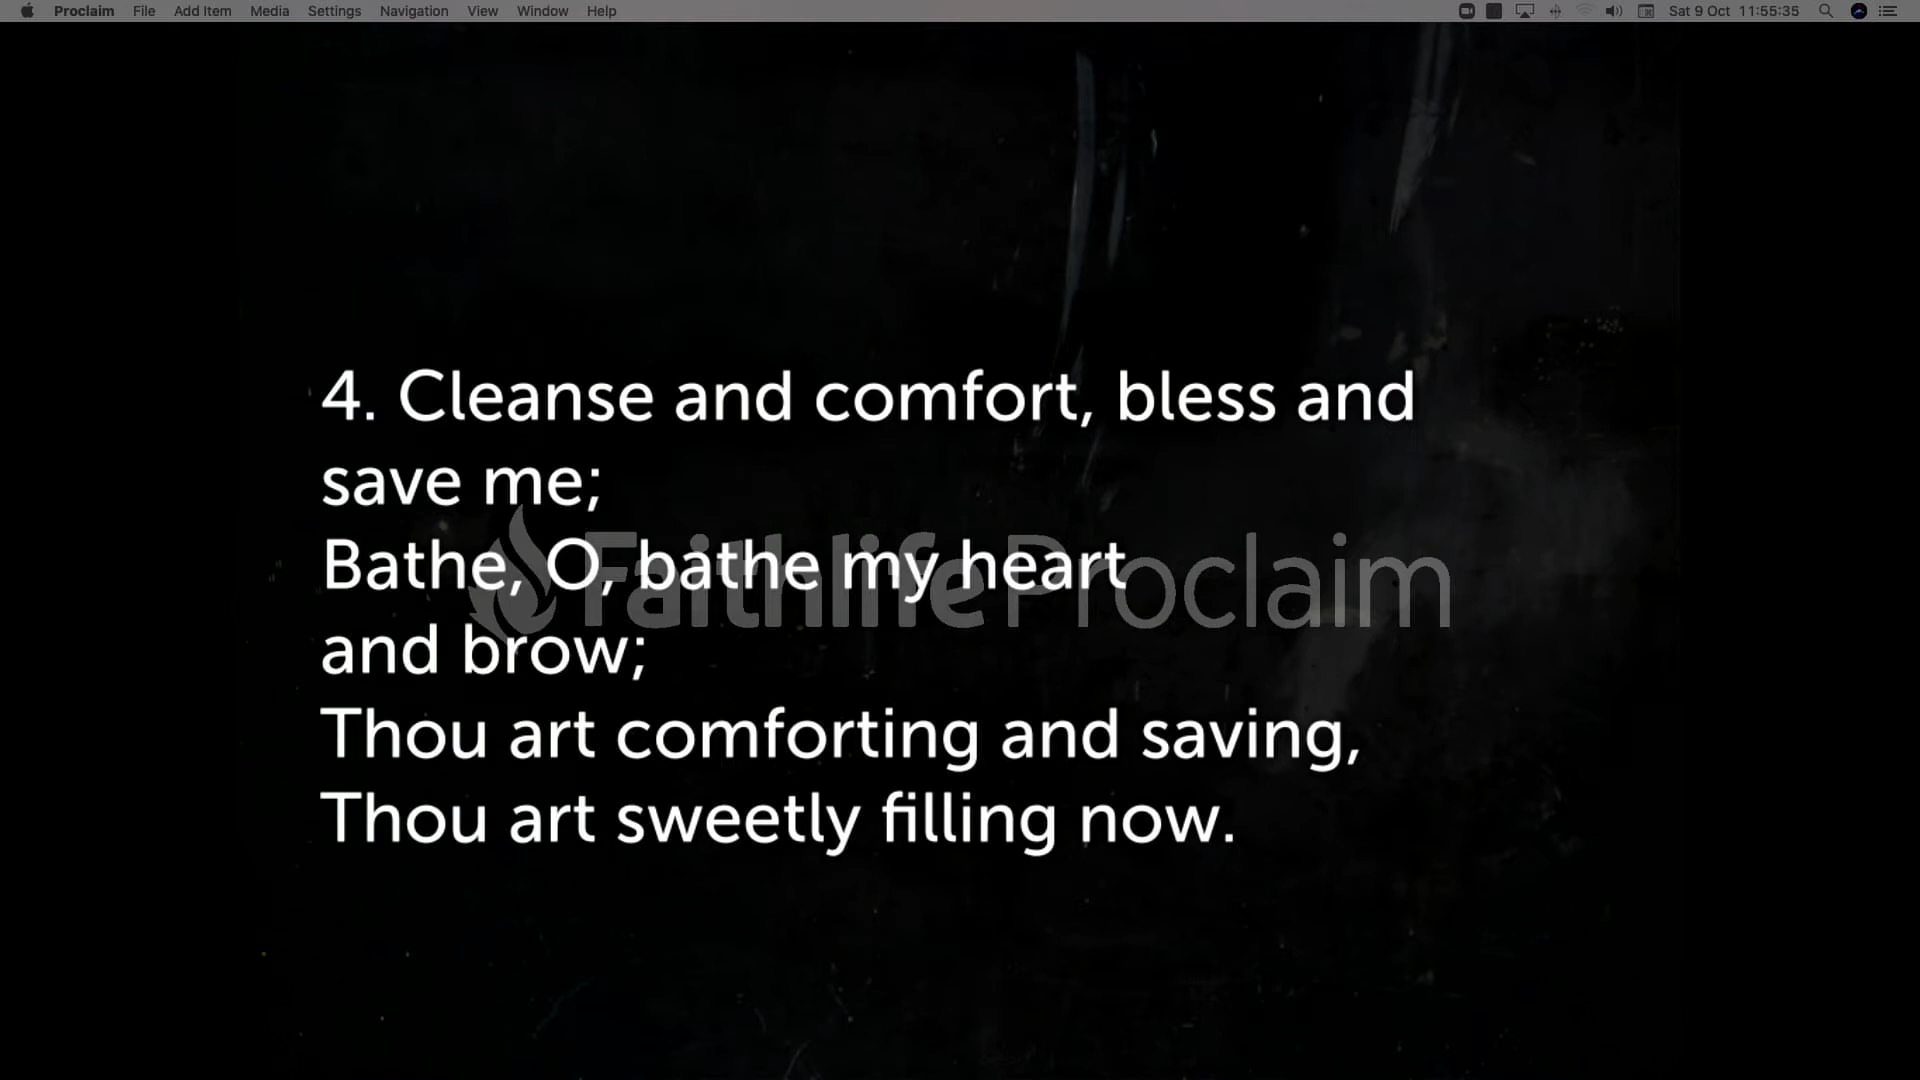 Proclaim File Add Item Media Settings Navigation View Window Help Sat 9 Oct 11:55:35
4. Cleanse and comfort, bless and
save me;
Bathe, O, bathe my heart
Faithlife Proclaim
and brow;
Thou art comforting and saving,
Thou art sweetly filling now.